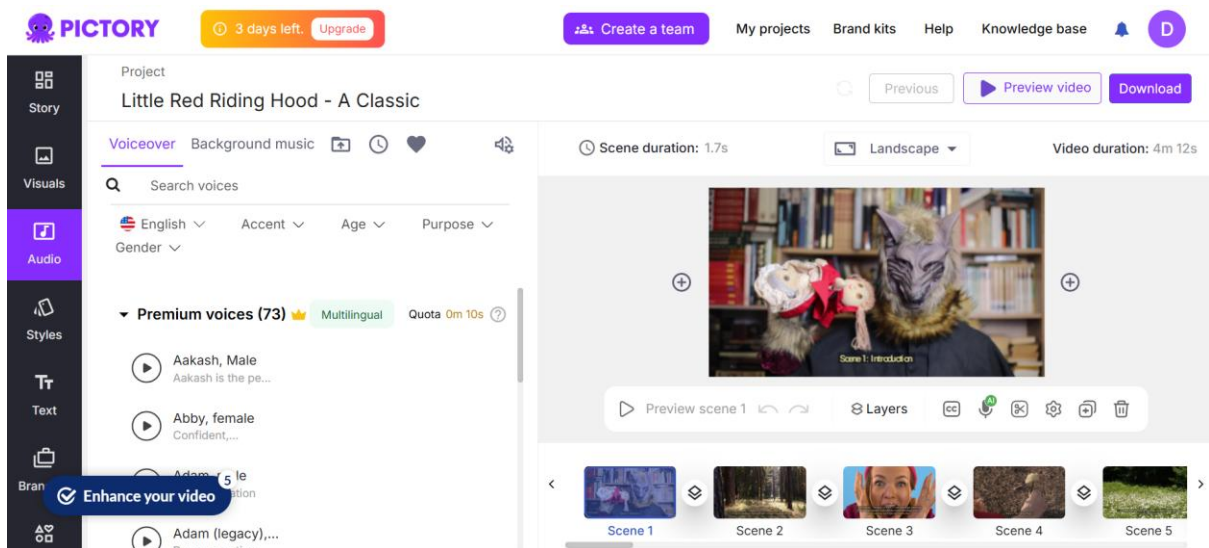 PICTORY
3 days left. Upgrade
Create a team
My projects
Brand kits
Help
Knowledge base
D
Story
Visuals
Audio
Styles
Text
Bran
Project
Little Red Riding Hood - A Classic
Previous
Preview video
Download
Voiceover
Background music
Search voices
English
Accent
Age
Purpose
Gender
Premium voices (73)
Multilingual
Quota 0m 10s
Aakash, Male
Aakash is the pe...
Abby, female
Confident,...
Enhance your video
5
Adam (legacy),...
Scene duration: 1.7s
Landscape
Video duration: 4m 12s
Scene 1: Introduction
Preview scene 1
Layers
CC
AI
Scene 1
Scene 2
Scene 3
Scene 4
Scene 5